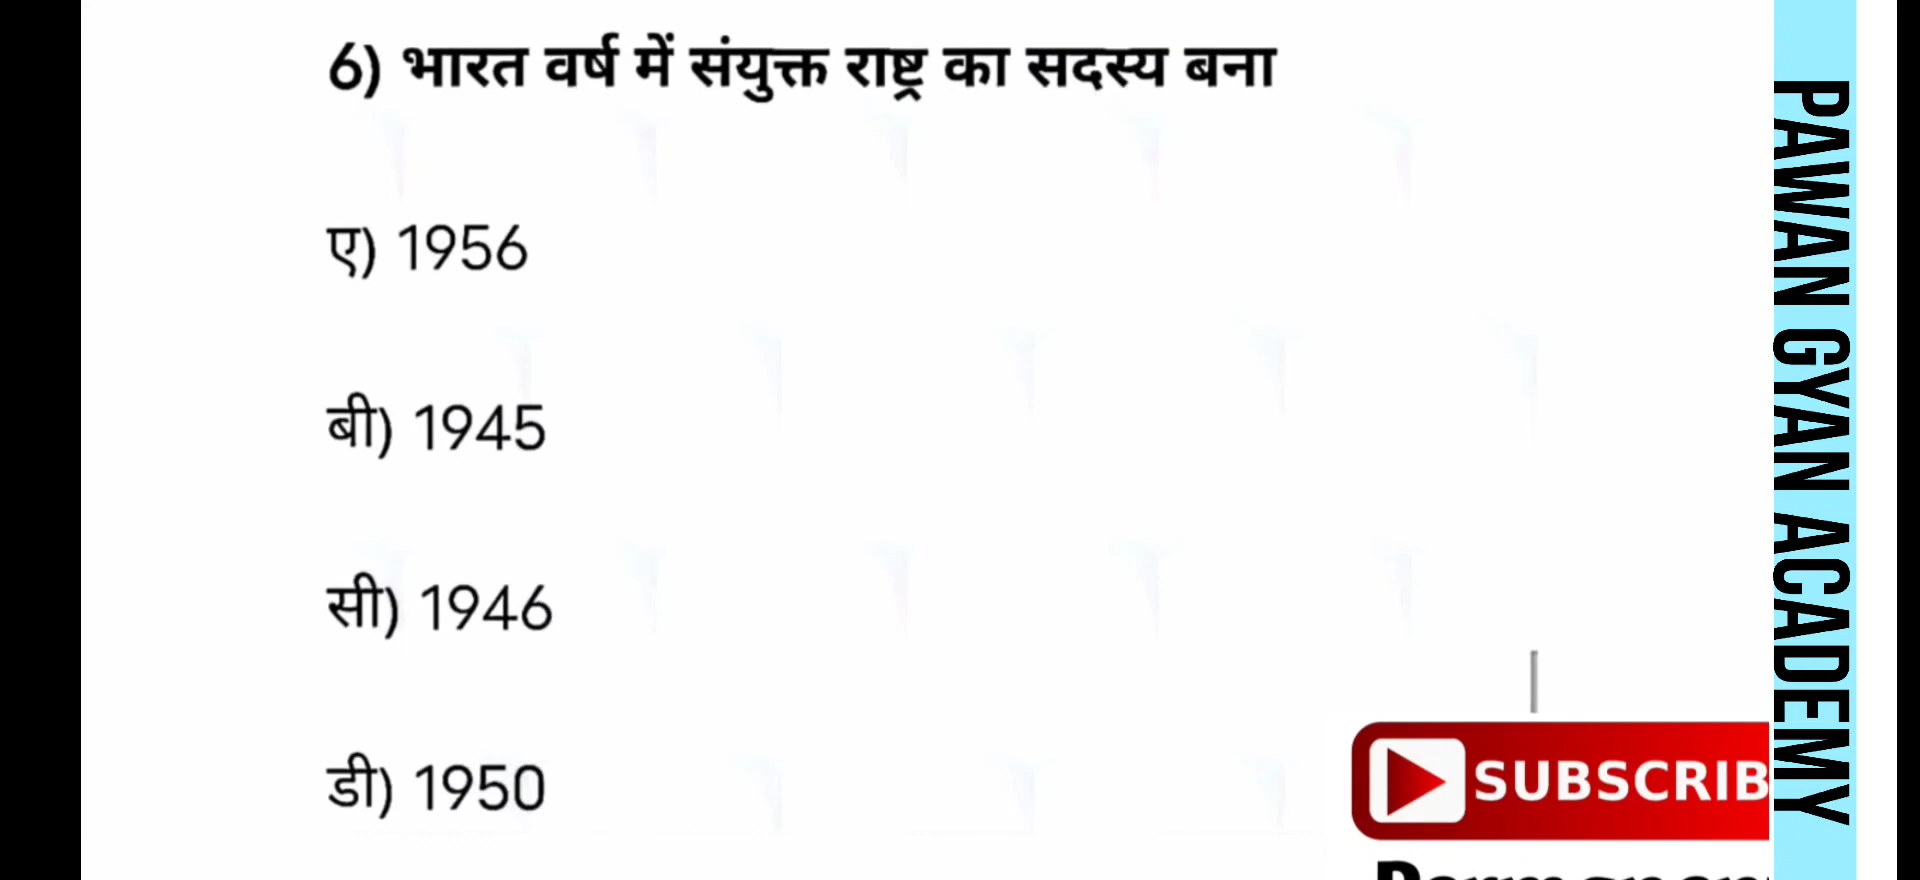 6) भारत वर्ष में संयुक्त राष्ट्र का सदस्य बना
ए) 1956
बी) 1945
सी) 1946
डी) 1950
SUBSCRIB
PAWAN GYAN ACADEMY